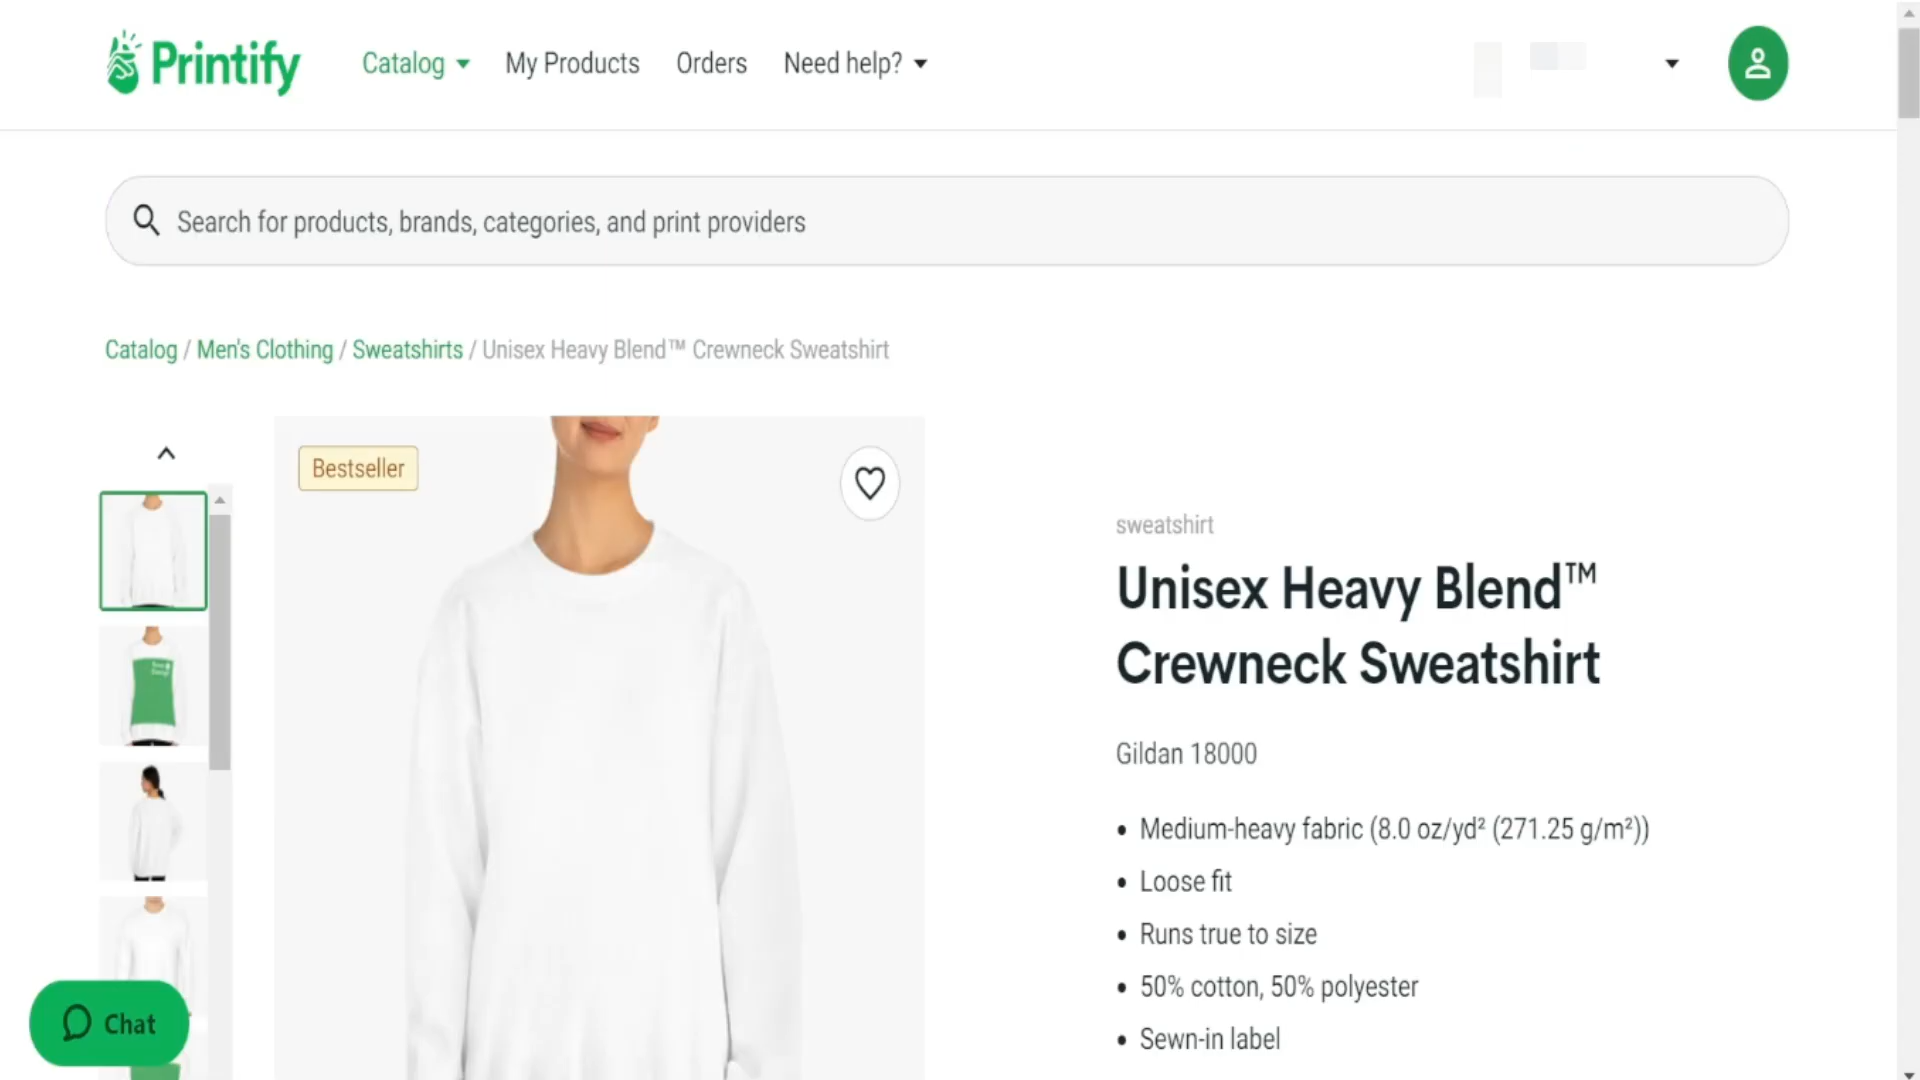 Printify
Catalog
My Products
Orders
Need help?
Search for products, brands, categories, and print providers
Catalog / Men's Clothing / Sweatshirts / Unisex Heavy Blend™ Crewneck Sweatshirt
Bestseller
sweatshirt
Unisex Heavy Blend™
Crewneck Sweatshirt
Gildan 18000
• Medium-heavy fabric (8.0 oz/yd² (271.25 g/m²))
• Loose fit
• Runs true to size
• 50% cotton, 50% polyester
• Sewn-in label
Chat